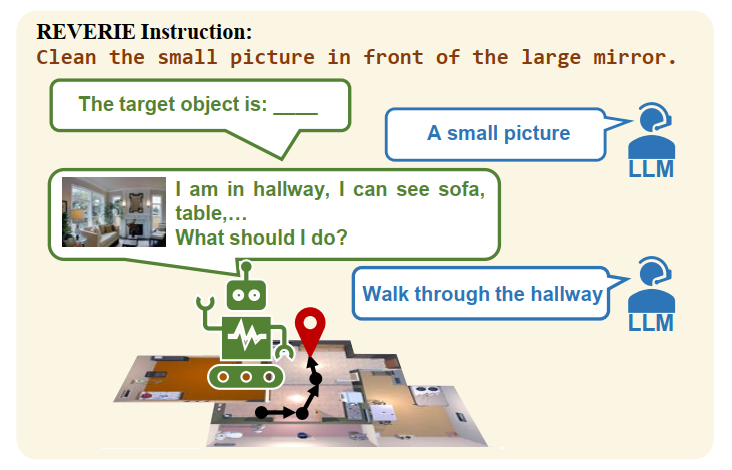 REVERIE Instruction:
Clean the small picture in front of the large mirror.
The target object is: ____
A small picture
LLM
I am in hallway, I can see sofa,
table,...
What should I do?
Walk through the hallway
LLM